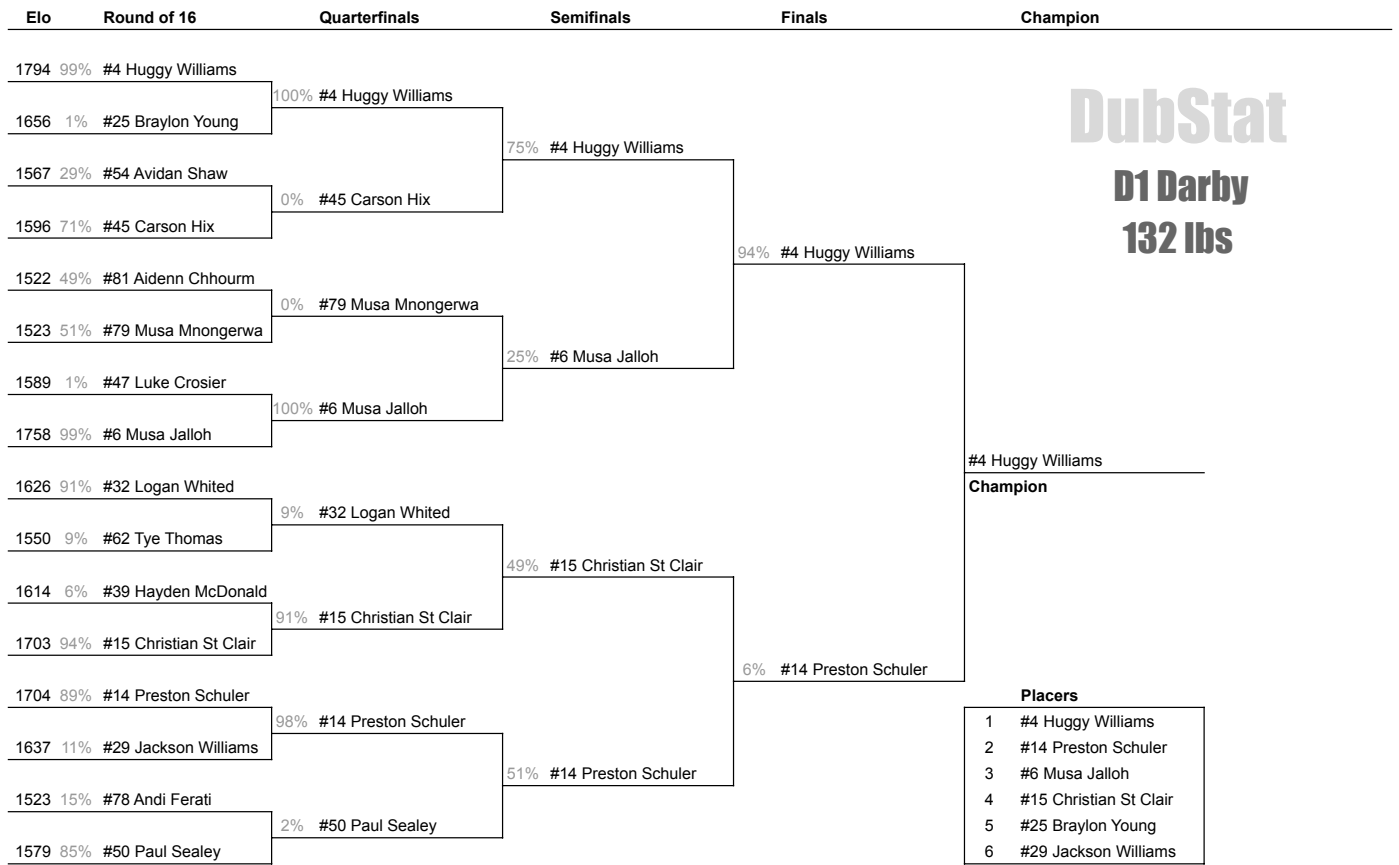 Elo Round of 16 Quarterfinals Semifinals Finals Champion
1794 99% #4 Huggy Williams
100% #4 Huggy Williams
1656 1% #25 Braylon Young
75% #4 Huggy Williams
1567 29% #54 Avidan Shaw
0% #45 Carson Hix
1596 71% #45 Carson Hix
94% #4 Huggy Williams
1522 49% #81 Aidenn Chhourm
0% #79 Musa Mnongerwa
1523 51% #79 Musa Mnongerwa
25% #6 Musa Jalloh
1589 1% #47 Luke Crosier
100% #6 Musa Jalloh
1758 99% #6 Musa Jalloh
#4 Huggy Williams
Champion
1626 91% #32 Logan Whited
9% #32 Logan Whited
1550 9% #62 Tye Thomas
49% #15 Christian St Clair
1614 6% #39 Hayden McDonald
91% #15 Christian St Clair
1703 94% #15 Christian St Clair
6% #14 Preston Schuler
1704 89% #14 Preston Schuler
98% #14 Preston Schuler
1637 11% #29 Jackson Williams
51% #14 Preston Schuler
1523 15% #78 Andi Ferati
2% #50 Paul Sealey
1579 85% #50 Paul Sealey
DubStat
D1 Darby
132 lbs
Placers
1 #4 Huggy Williams
2 #14 Preston Schuler
3 #6 Musa Jalloh
4 #15 Christian St Clair
5 #25 Braylon Young
6 #29 Jackson Williams